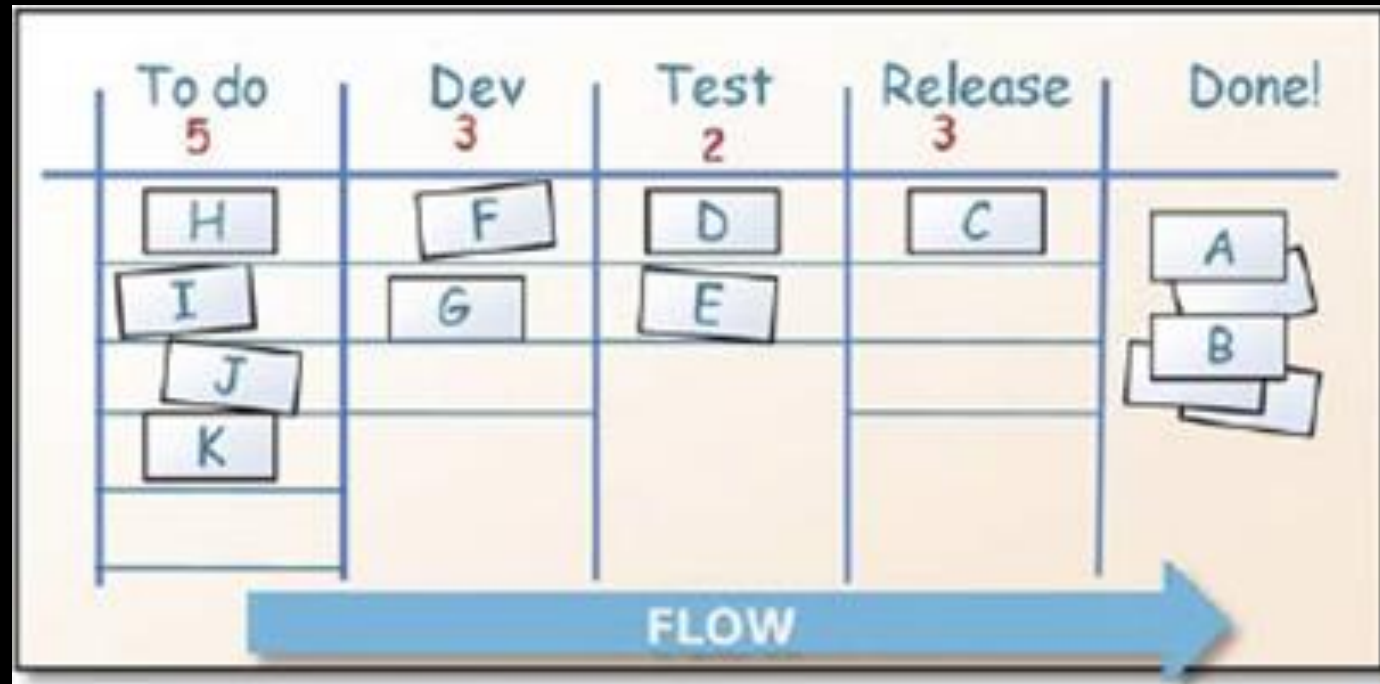 To do Dev Test Release Done!
5 3 2 3
H F D C A
I G E
J B
K
FLOW